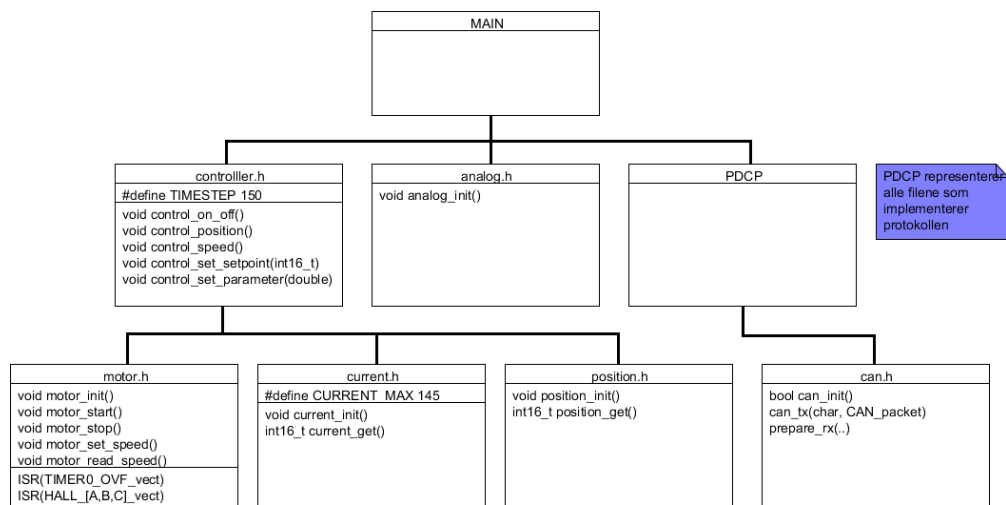 MAIN
controlller.h
#define TIMESTEP 150
void control_on_off()
void control_position()
void control_speed()
void control_set_setpoint(int16_t)
void control_set_parameter(double)
analog.h
void analog_init()
PDCP
PDCP representerer
alle filene som
implementerer
protokollen
motor.h
void motor_init()
void motor_start()
void motor_stop()
void motor_set_speed()
void motor_read_speed()
ISR(TIMER0_OVF_vect)
ISR(HALL_[A,B,C]_vect)
current.h
#define CURRENT_MAX 145
void current_init()
int16_t current_get()
position.h
void position_init()
int16_t position_get()
can.h
bool can_init()
can_tx(char, CAN_packet)
prepare_rx(..)